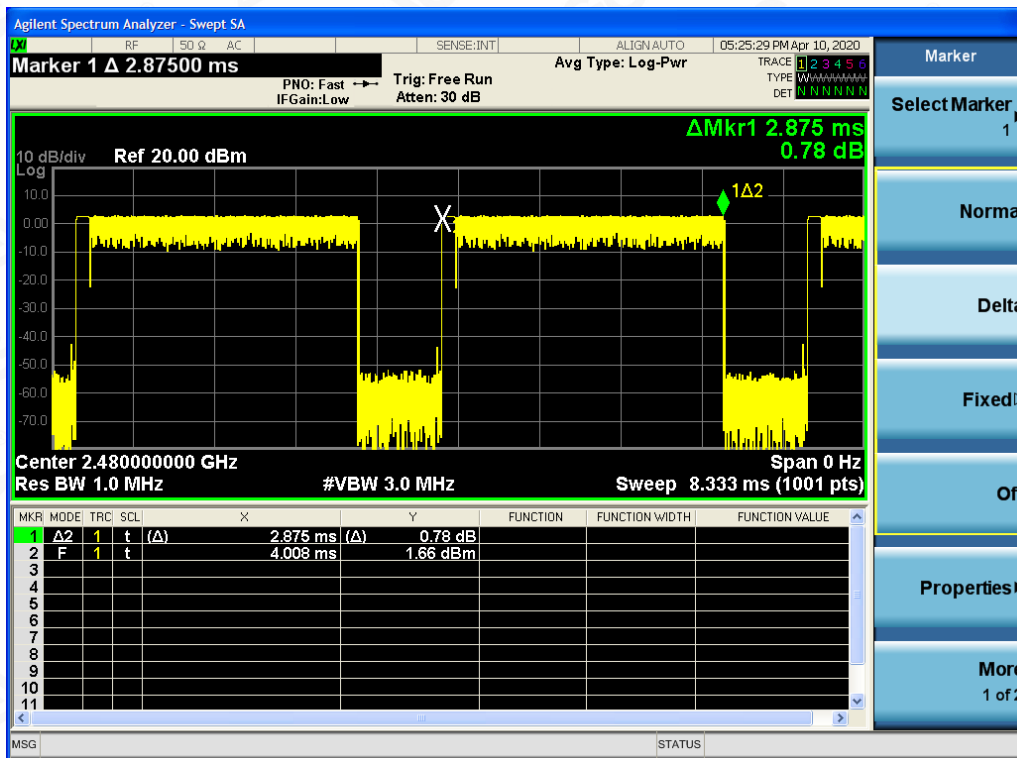 Agilent Spectrum Analyzer - Swept SA
LXI RF 50 Ω AC SENSE:INT ALIGN AUTO 05:25:29 PM Apr 10, 2020
Marker 1 Δ 2.87500 ms
PNO: Fast
IFGain:Low
Trig: Free Run
Atten: 30 dB
Avg Type: Log-Pwr
TRACE 1 2 3 4 5 6
TYPE WWWWWW
DET N N N N N N
ΔMkr1 2.875 ms
0.78 dB
10 dB/div Ref 20.00 dBm
Log
10.0
0.00
-10.0
-20.0
-30.0
-40.0
-50.0
-60.0
-70.0
X
1Δ2
Center 2.480000000 GHz Span 0 Hz
Res BW 1.0 MHz #VBW 3.0 MHz Sweep 8.333 ms (1001 pts)
MKR MODE TRC SCL X Y FUNCTION FUNCTION WIDTH FUNCTION VALUE
1 Δ2 1 t (Δ) 2.875 ms (Δ) 0.78 dB
2 F 1 t 4.008 ms 1.66 dBm
3
4
5
6
7
8
9
10
11
MSG STATUS
Marker
Select Marker
1
Norma
Delta
Fixed
Of
Properties
More
1 of 2